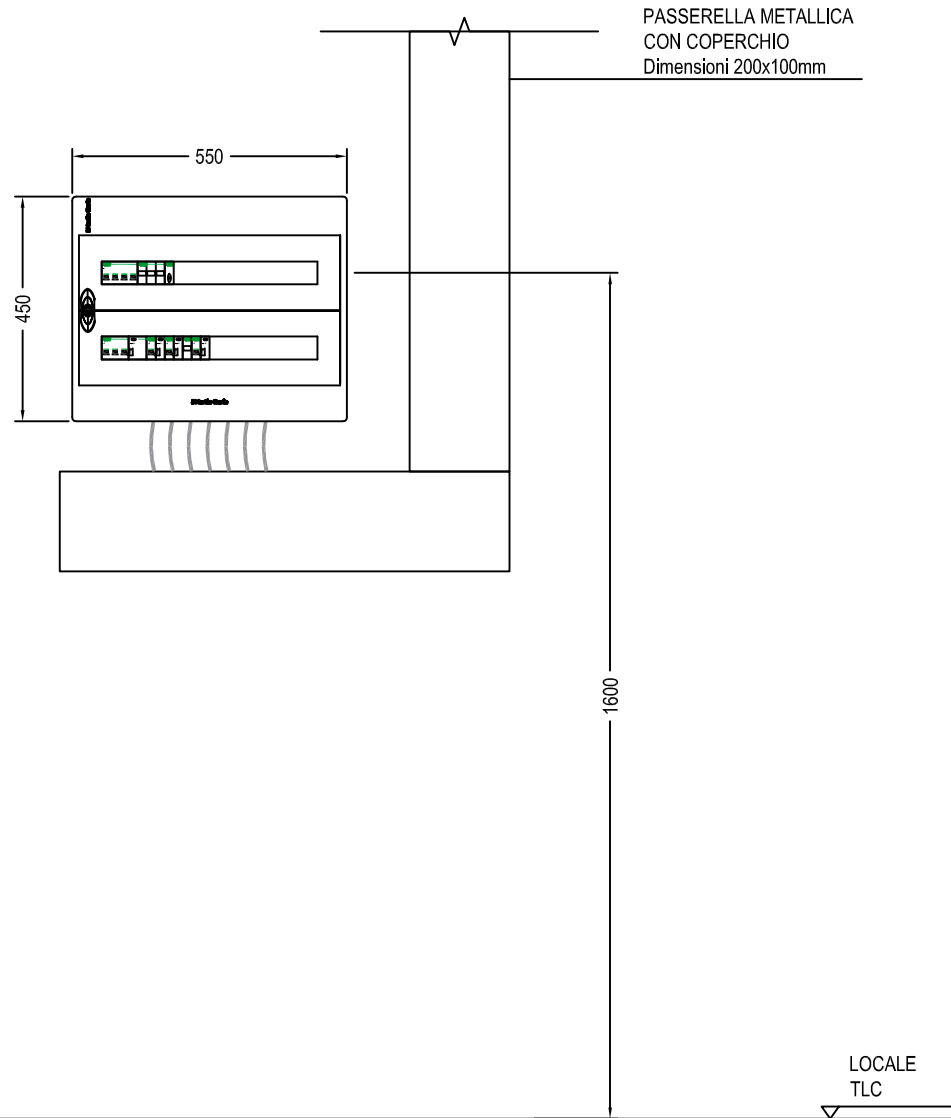 PASSERELLA METALLICA
CON COPERCHIO
Dimensioni 200x100mm
550
450
1600
LOCALE
TLC